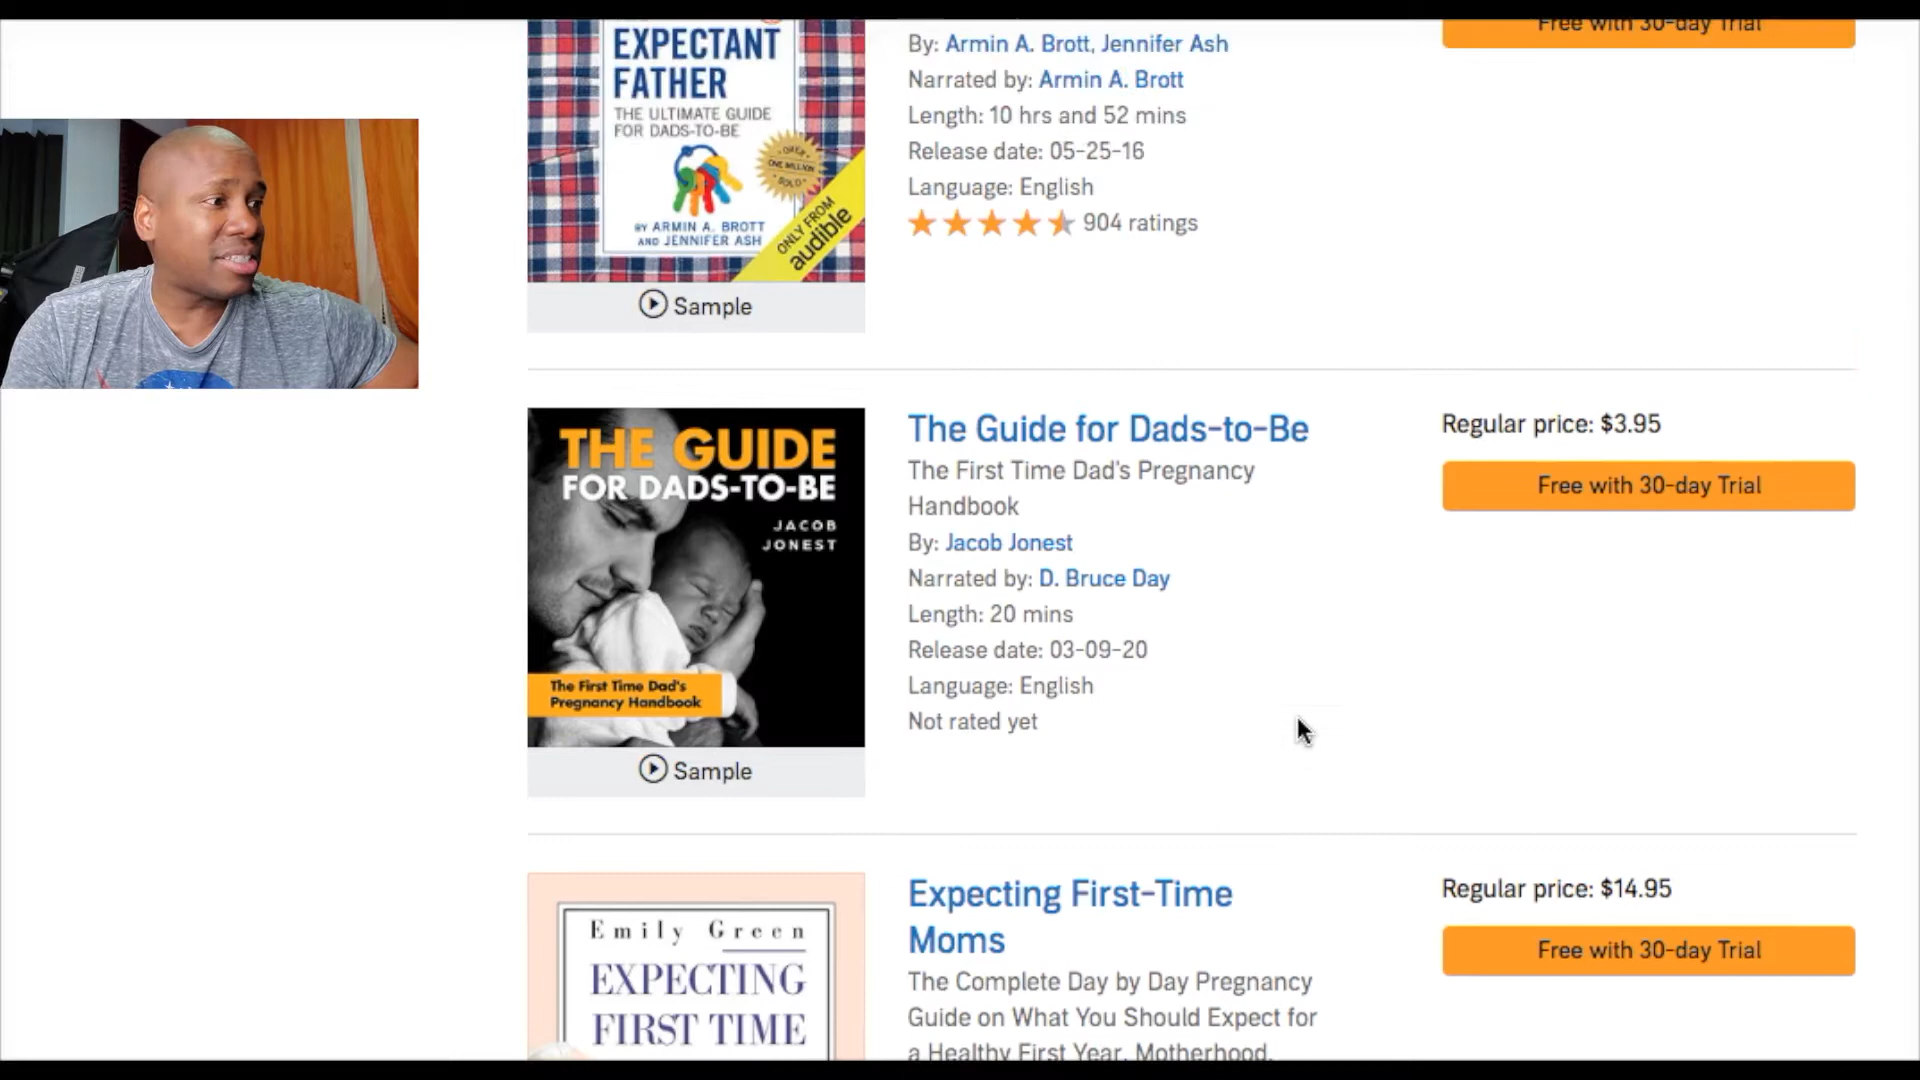 Free with 30-day Trial
EXPECTANT
FATHER
THE ULTIMATE GUIDE
FOR DADS-TO-BE
OVER
ONE MILLION
SOLD
BY ARMIN A. BROTT
AND JENNIFER ASH
ONLY FROM
audible
Sample
By: Armin A. Brott, Jennifer Ash
Narrated by: Armin A. Brott
Length: 10 hrs and 52 mins
Release date: 05-25-16
Language: English
904 ratings
THE GUIDE
FOR DADS-TO-BE
JACOB
JONEST
The First Time Dad's
Pregnancy Handbook
Sample
The Guide for Dads-to-Be
The First Time Dad's Pregnancy
Handbook
By: Jacob Jonest
Narrated by: D. Bruce Day
Length: 20 mins
Release date: 03-09-20
Language: English
Not rated yet
Regular price: $3.95
Free with 30-day Trial
Emily Green
EXPECTING
FIRST TIME
Expecting First-Time
Moms
The Complete Day by Day Pregnancy
Guide on What You Should Expect for
a Healthy First Year, Motherhood,
Regular price: $14.95
Free with 30-day Trial